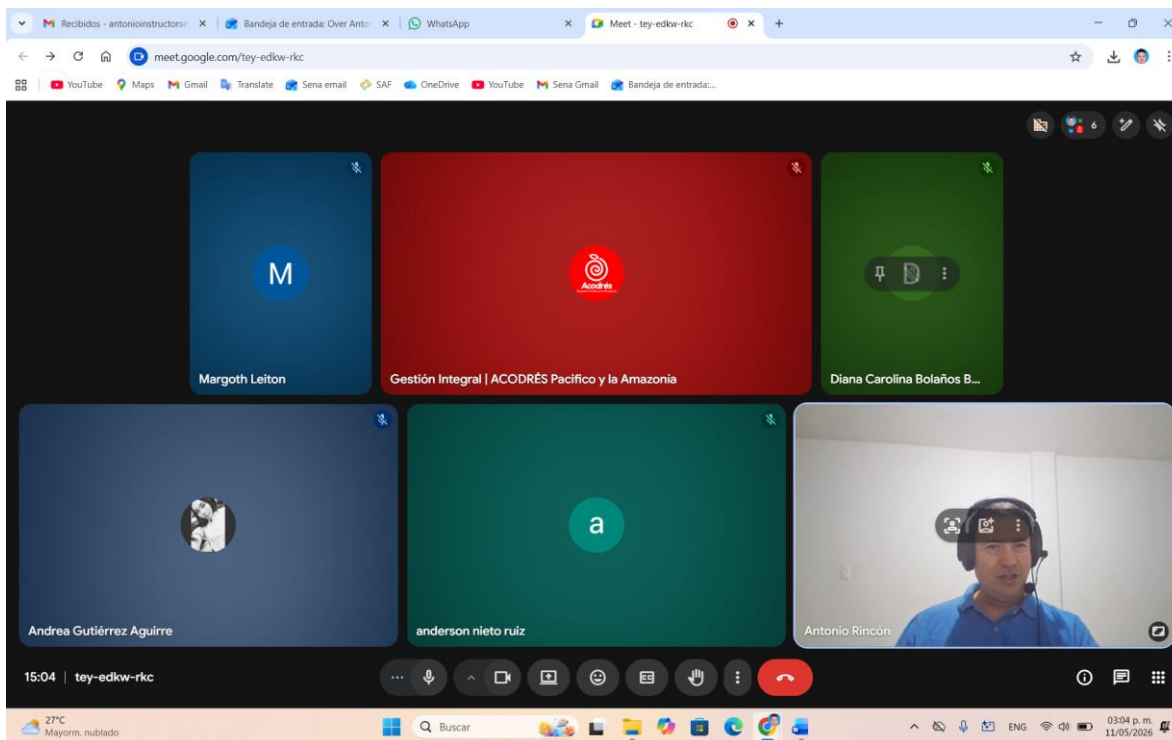 Recibidos - antonioinstructorse
Bandeja de entrada: Over Anto
WhatsApp
Meet - tey-edkw-rkc
meet.google.com/tey-edkw-rkc
YouTube
Maps
Gmail
Translate
Sena email
SAF
OneDrive
YouTube
Sena Gmail
Bandeja de entrada:...
6
M
Acodrés
D
Margoth Leiton
Gestión Integral | ACODRÉS Pacifico y la Amazonia
Diana Carolina Bolaños B...
a
Andrea Gutiérrez Aguirre
anderson nieto ruiz
Antonio Rincón
15:04 | tey-edkw-rkc
27°C
Mayorm. nublado
Buscar
ENG
03:04 p. m.
11/05/2026